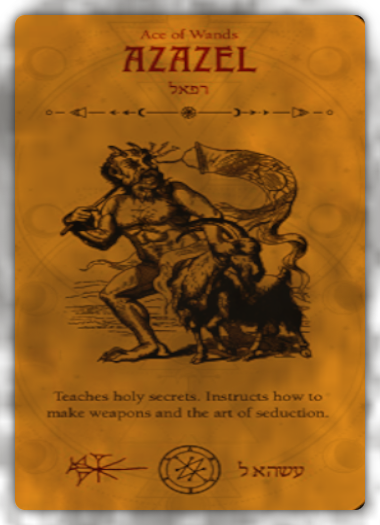 Ace of Wands
AZAZEL
רפאל
Teaches holy secrets. Instructs how to
make weapons and the art of seduction.
עשהאל